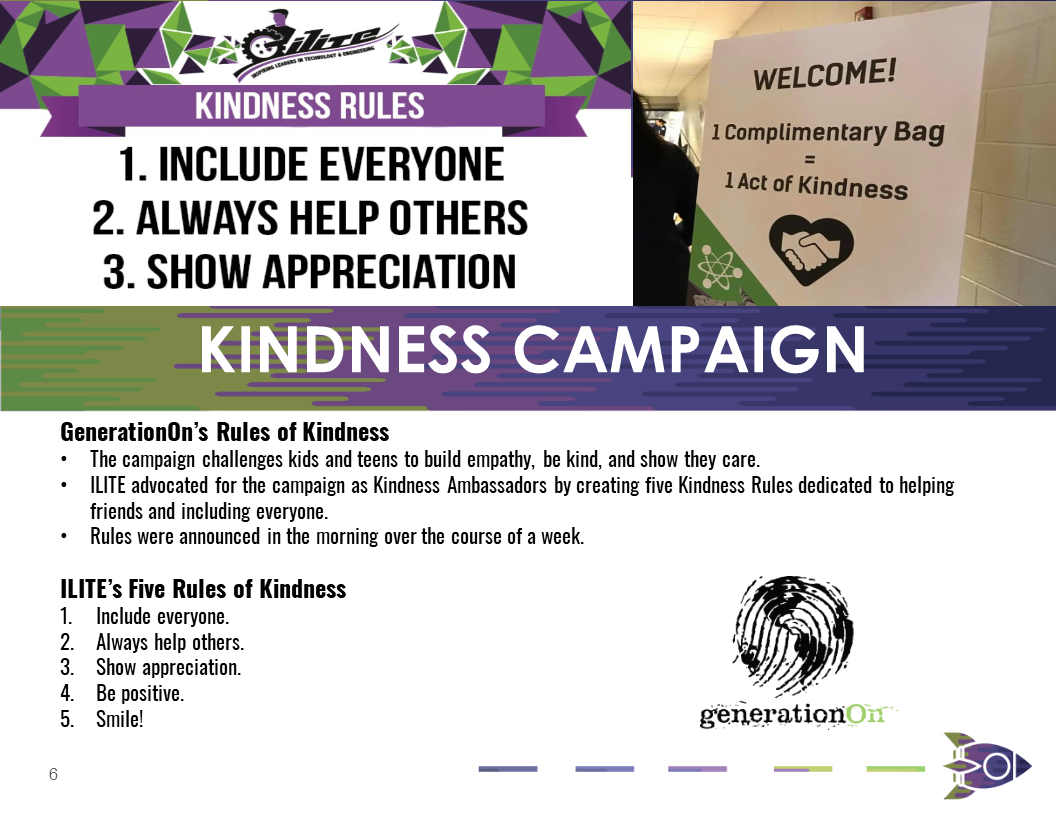 Gilite
INSPIRING LEADERS IN TECHNOLOGY & ENGINEERING
KINDNESS RULES
1. INCLUDE EVERYONE
2. ALWAYS HELP OTHERS
3. SHOW APPRECIATION
WELCOME!
1 Complimentary Bag
=
1 Act of Kindness
KINDNESS CAMPAIGN
GenerationOn’s Rules of Kindness
• The campaign challenges kids and teens to build empathy, be kind, and show they care.
• ILITE advocated for the campaign as Kindness Ambassadors by creating five Kindness Rules dedicated to helping
friends and including everyone.
• Rules were announced in the morning over the course of a week.
ILITE’s Five Rules of Kindness
1. Include everyone.
2. Always help others.
3. Show appreciation.
4. Be positive.
5. Smile!
generationOn
6